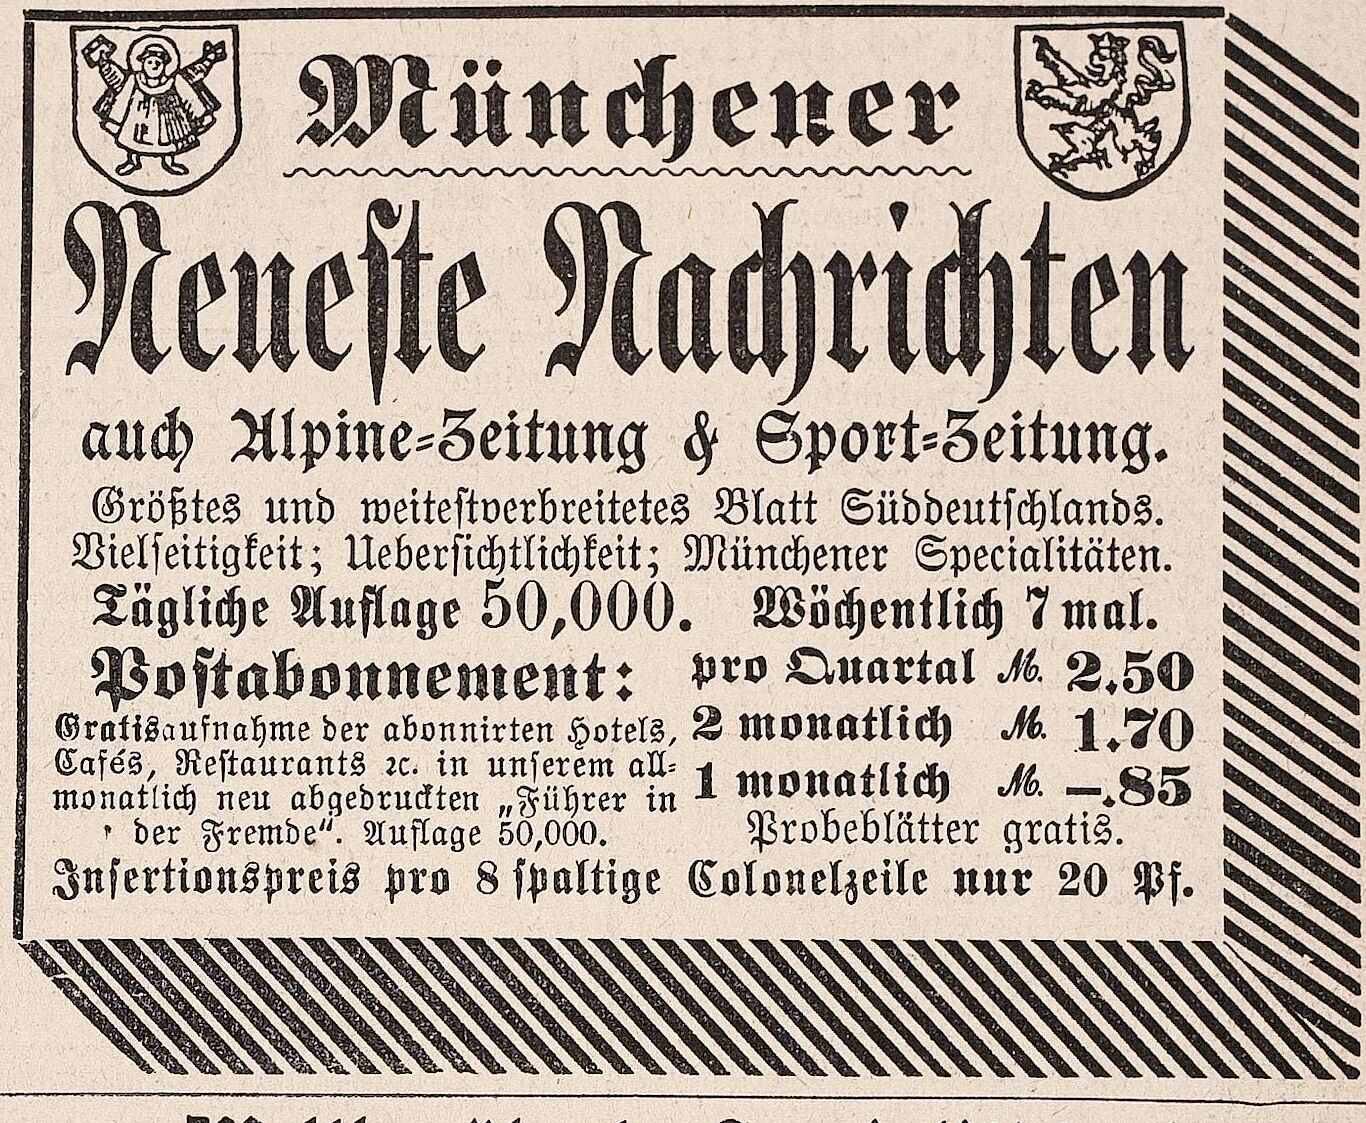 Münchener
Neueste Nachrichten
auch Alpine-Zeitung & Sport-Zeitung.
Größtes und weitestverbreitetes Blatt Süddeutschlands.
Vielseitigkeit; Uebersichtlichkeit; Münchener Specialitäten.
Tägliche Auflage 50,000. Wöchentlich 7 mal.
Postabonnement:
Gratisaufnahme der abonnirten Hotels,
Cafés, Restaurants ꝛc. in unserem all-
monatlich neu abgedruckten „Führer in
der Fremde“. Auflage 50,000.
pro Quartal M. 2.50
2 monatlich M. 1.70
1 monatlich M. –.85
Probeblätter gratis.
Insertionspreis pro 8 spaltige Colonelzeile nur 20 Pf.